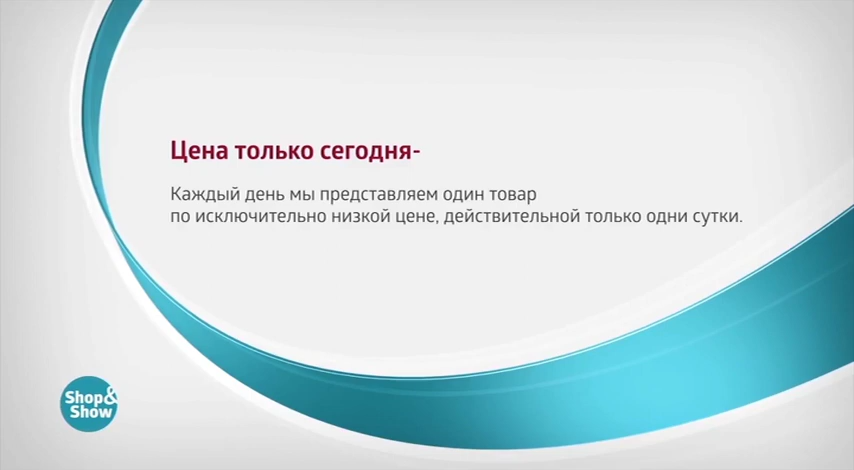 Цена только сегодня-
Каждый день мы представляем один товар
по исключительно низкой цене, действительной только одни сутки.
Shop&
Show